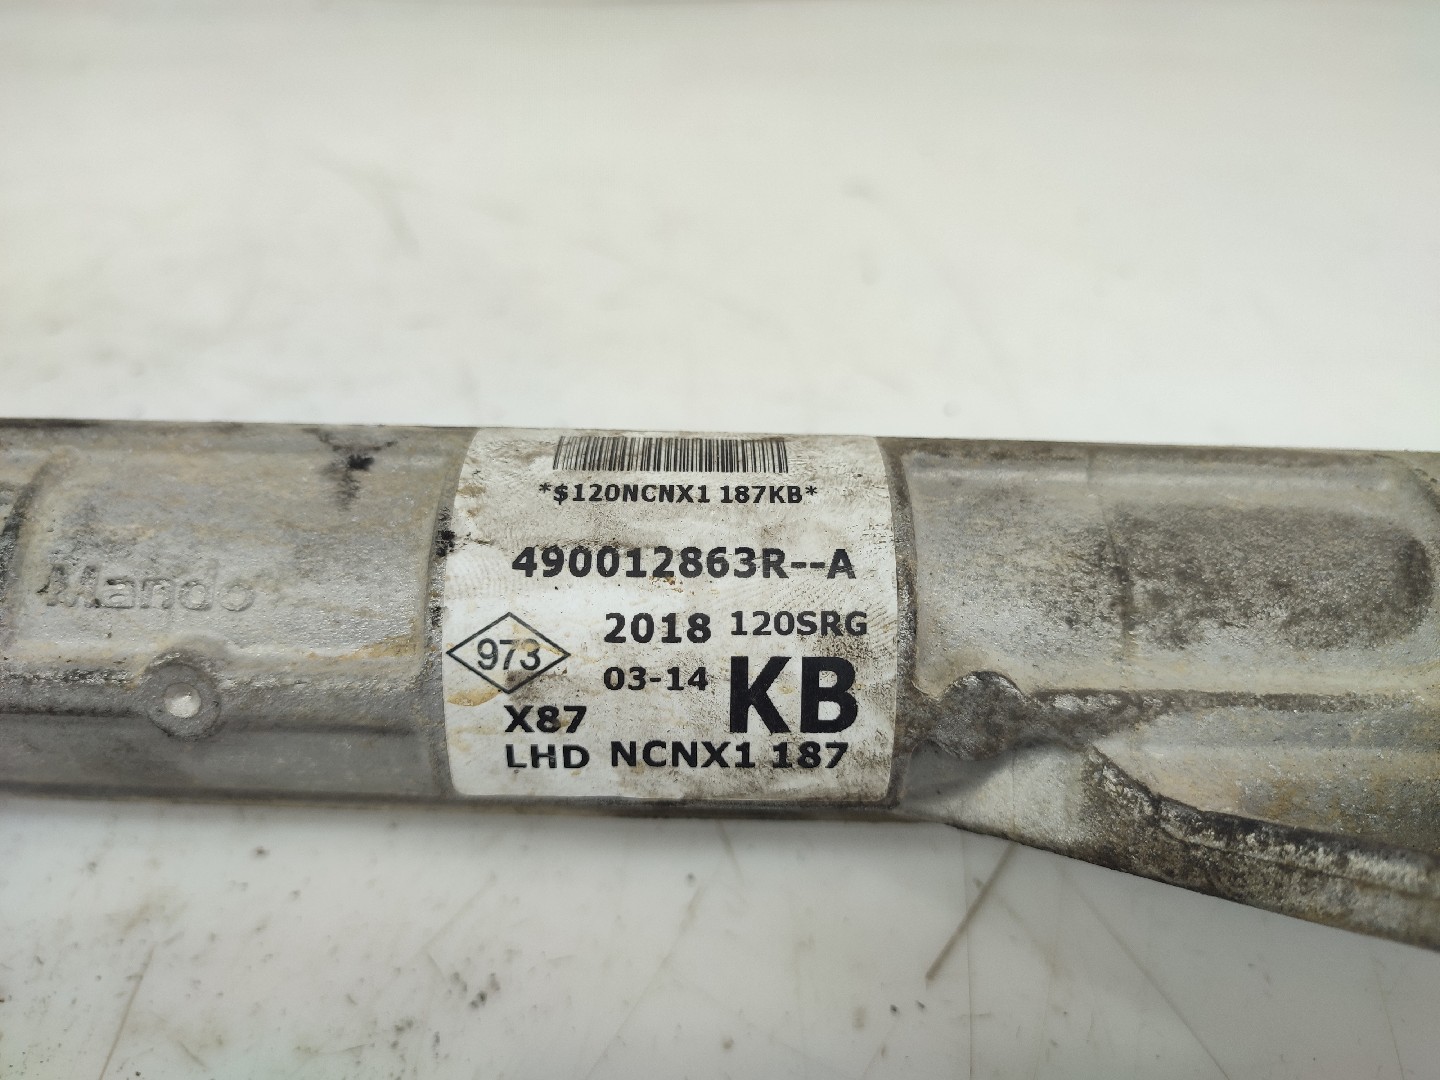 *$120NCNX1 187KB*
490012863R--A
Mando
973
2018 120SRG
03-14 KB
X87
LHD NCNX1 187